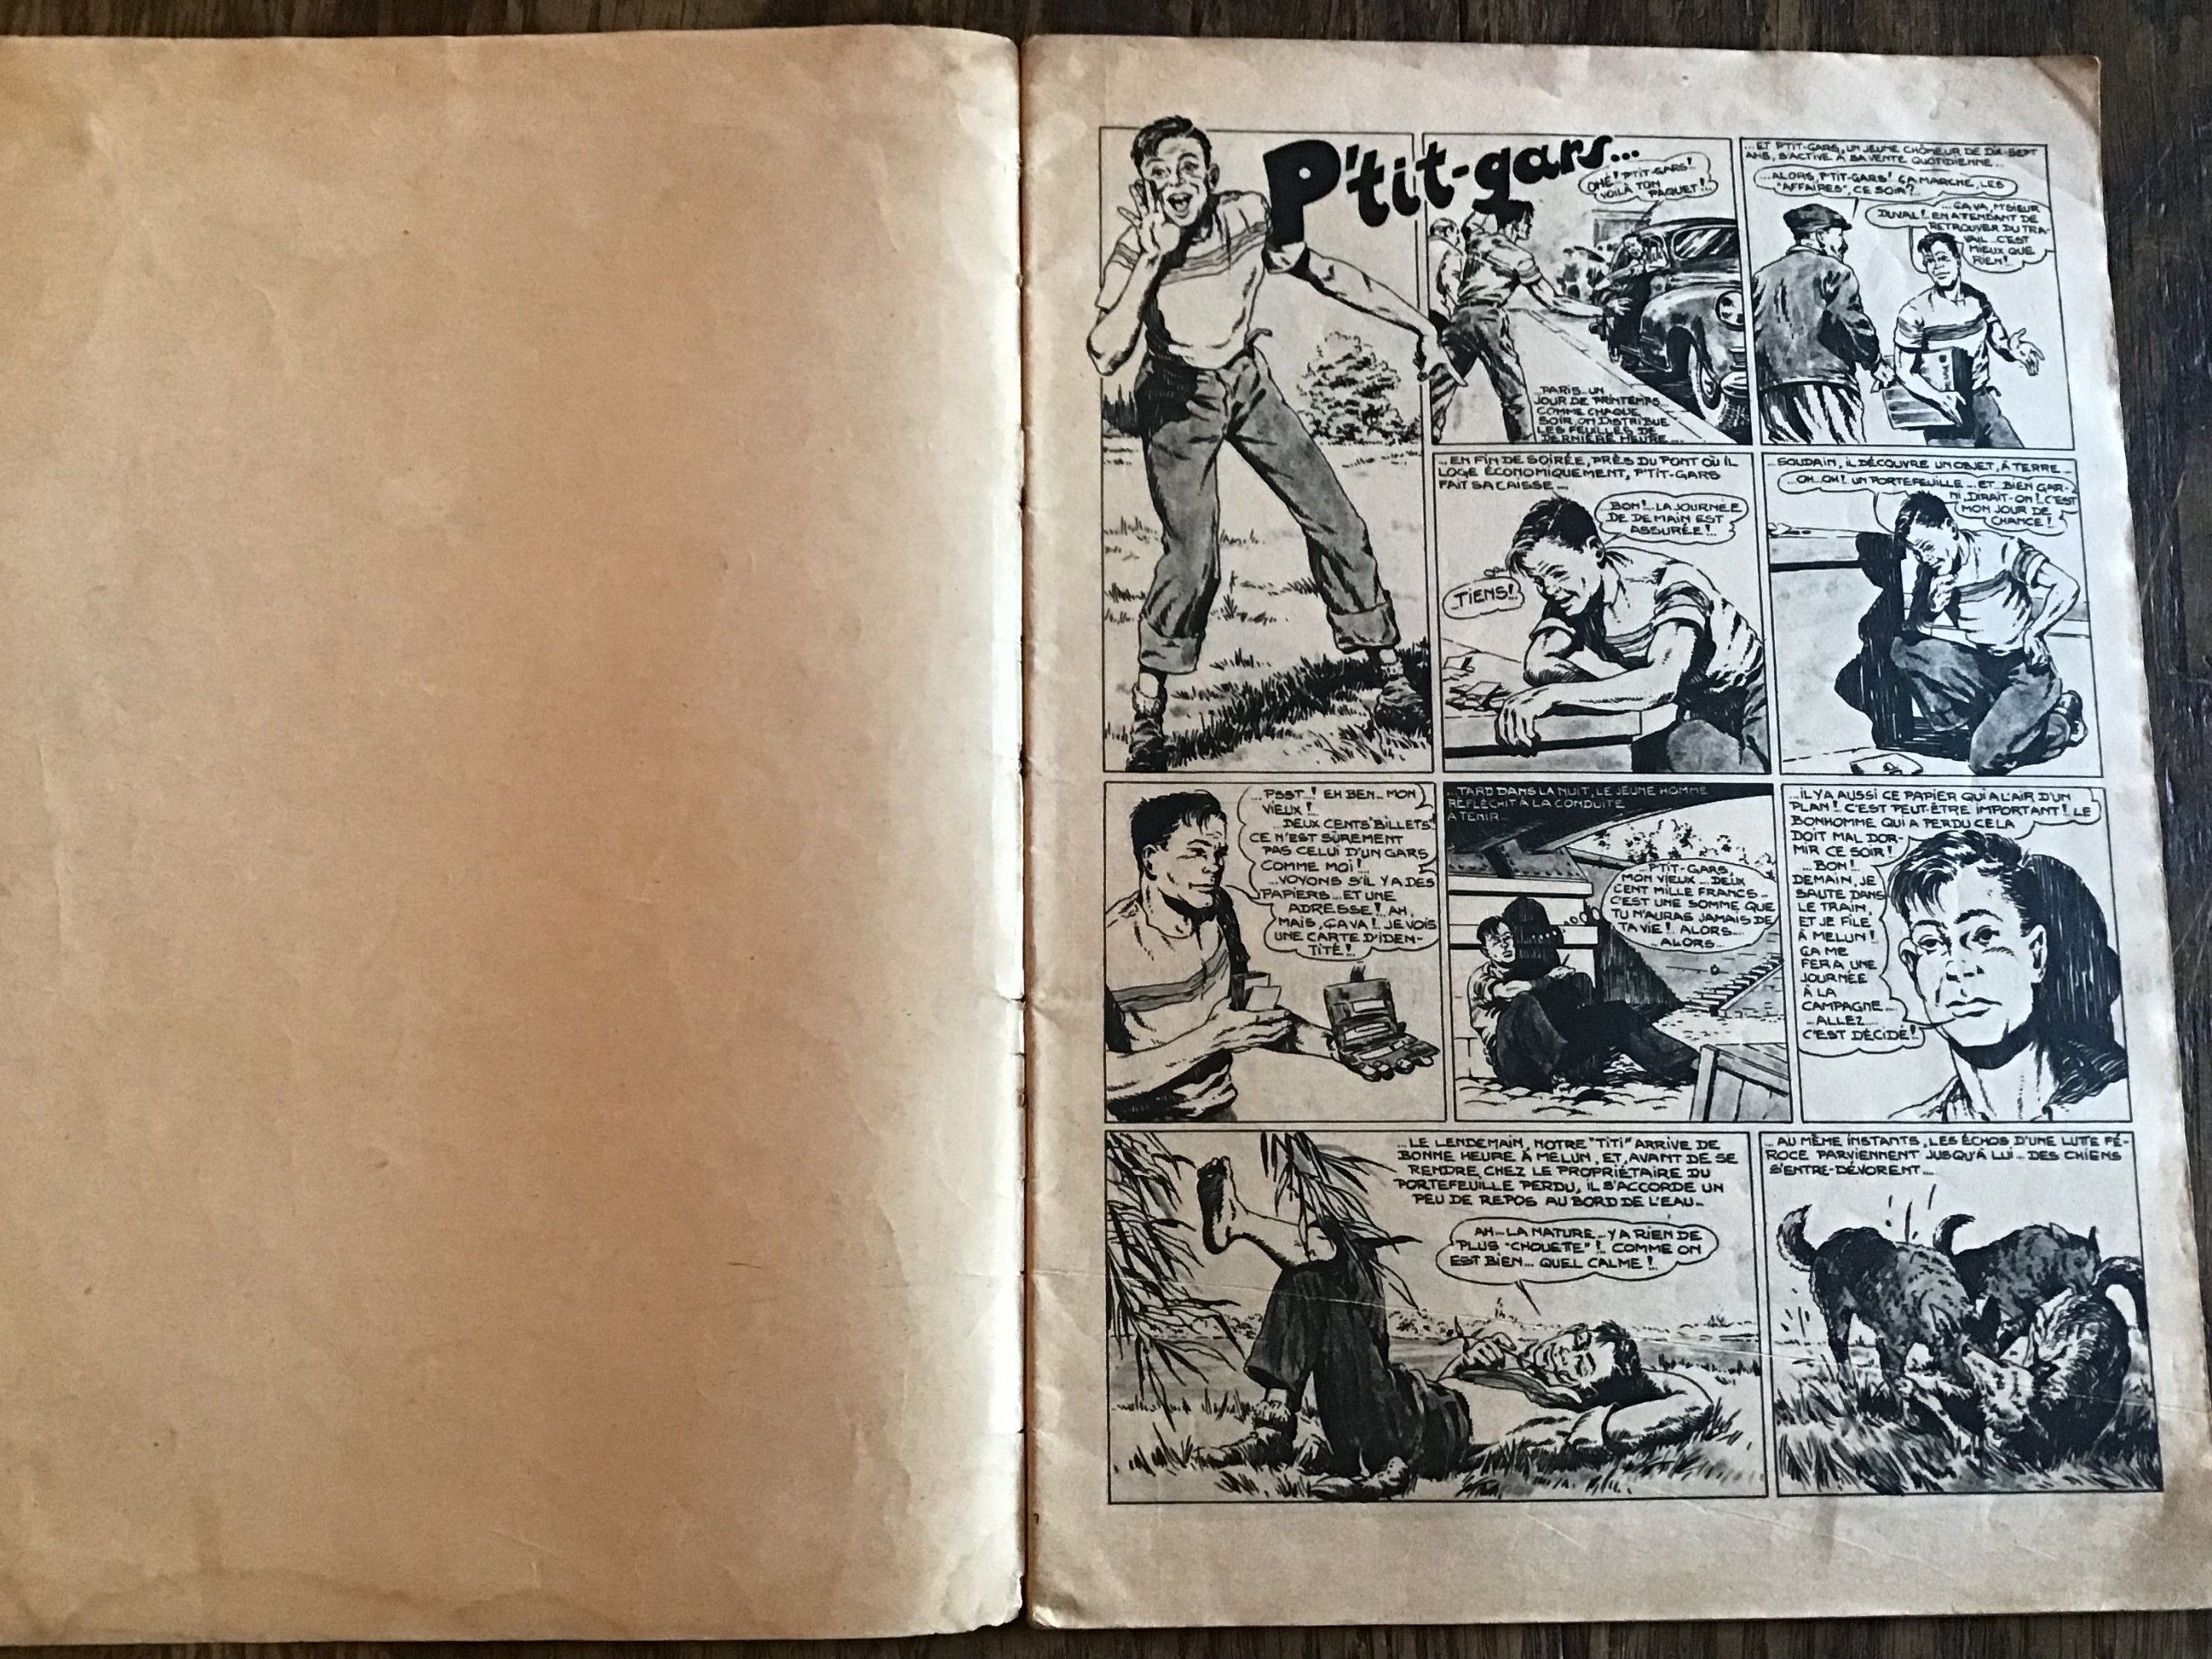 P'tit-gars...
OHÉ! P'TIT-GARS!
VOILÀ TON
PAQUET!..
PARIS... UN
JOUR DE PRINTEMPS...
COMME CHAQUE
SOIR, ON DISTRIBUE
LES FEUILLES DE
DERNIÈRE HEURE...
...ET P'TIT-GARS, UN JEUNE CHÔMEUR DE DIX-SEPT
ANS, S'ACTIVE À SA VENTE QUOTIDIENNE...
...ALORS, P'TIT-GARS! ÇA MARCHE, LES
"AFFAIRES", CE SOIR?..
...ÇA VA, M'SIEUR
DUVAL!.. EN ATENDANT DE
RETROUVER DU TRA-
VAIL... C'EST
MIEUX QUE
RIEN!..
...EN FIN DE SOIRÉE, PRÈS DU PONT OÙ IL
LOGE ÉCONOMIQUEMENT, P'TIT-GARS
FAIT SA CAISSE...
BON!.. LA JOURNÉE
DE DEMAIN EST
ASSURÉE!..
TIENS!..
...SOUDAIN, IL DÉCOUVRE UN OBJET, À TERRE...
...OH...OH! UN PORTEFEUILLE... ET BIEN GAR-
NI, DIRAIT-ON! C'EST
MON JOUR DE
CHANCE!..
...PSST...! EH BEN... MON
VIEUX!..
...DEUX CENTS BILLETS!
CE N'EST SÛREMENT
PAS CELUI D'UN GARS
COMME MOI!..
...VOYONS S'IL Y A DES
PAPIERS... ET UNE
ADRESSE!.. AH,
MAIS, ÇA VA!.. JE VOIS
UNE CARTE D'IDEN-
TITÉ!..
...TARD DANS LA NUIT, LE JEUNE HOMME
RÉFLÉCHIT À LA CONDUITE
À TENIR...
...P'TIT-GARS,
MON VIEUX... DEUX
CENT MILLE FRANCS...
C'EST UNE SOMME QUE
TU N'AURAS JAMAIS DE
TA VIE!.. ALORS...
...ALORS...
...IL Y A AUSSI CE PAPIER QUI A L'AIR D'UN
PLAN!.. C'EST PEUT-ÊTRE IMPORTANT! LE
BONHOMME QUI A PERDU CELA
DOIT MAL DOR-
MIR CE SOIR!
...BON!..
DEMAIN, JE
SAUTE DANS
LE TRAIN,
ET JE FILE
À MELUN!
ÇA ME
FERA UNE
JOURNÉE
À LA
CAMPAGNE...
...ALLEZ...
C'EST DÉCIDÉ!
...LE LENDEMAIN, NOTRE "TITI" ARRIVE DE
BONNE HEURE À MELUN, ET, AVANT DE SE
RENDRE CHEZ LE PROPRIÉTAIRE DU
PORTEFEUILLE PERDU, IL S'ACCORDE UN
PEU DE REPOS AU BORD DE L'EAU...
AH... LA NATURE... Y A RIEN DE
PLUS "CHOUETE"!.. COMME ON
EST BIEN... QUEL CALME!..
...AU MÊME INSTANTS, LES ÉCHOS D'UNE LUTTE FÉ-
ROCE PARVIENNENT JUSQU'À LUI... DES CHIENS
S'ENTRE-DÉVORENT...